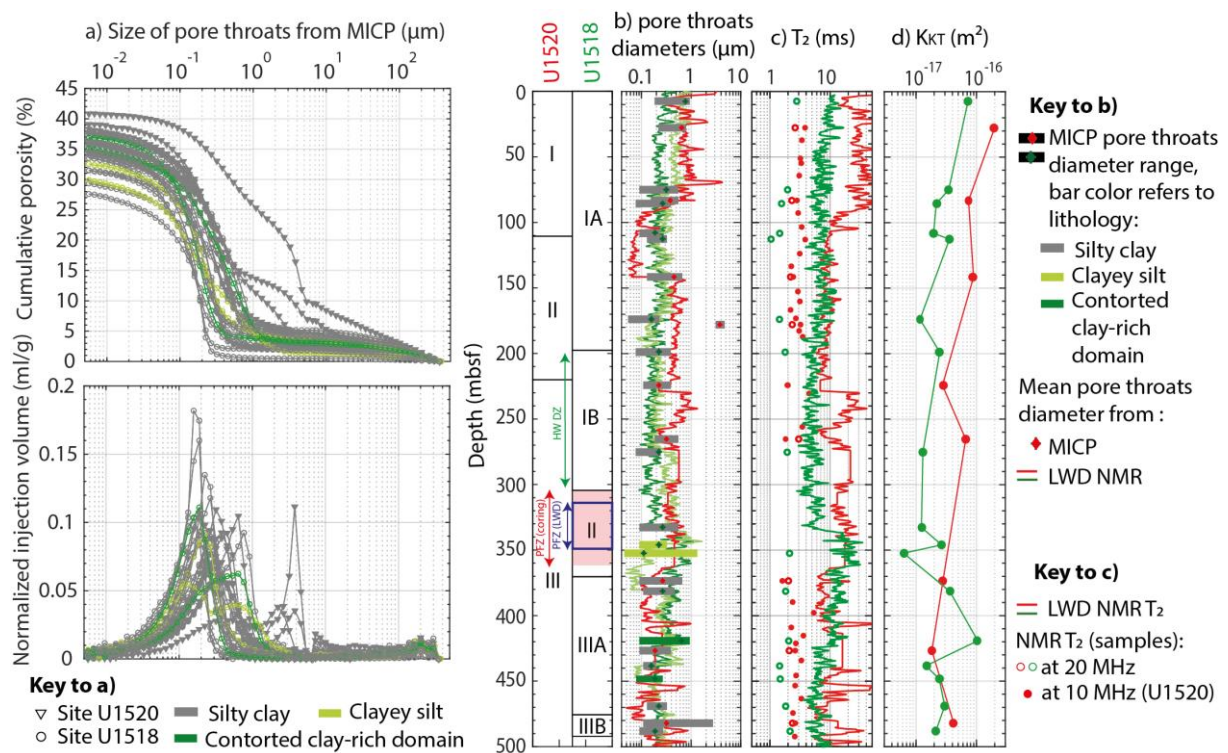 a) Size of pore throats from MICP (μm)
10⁻² 10⁻¹ 10⁰ 10¹ 10²
Cumulative porosity (%)
45
40
35
30
25
20
15
10
5
0
Normalized injection volume (ml/g)
0.2
0.15
0.1
0.05
0
Key to a)
Site U1520
Site U1518
Silty clay
Clayey silt
Contorted clay-rich domain
U1520
U1518
Depth (mbsf)
0
50
100
150
200
250
300
350
400
450
500
I
II
III
IA
IB
II
IIIA
IIIB
HW DZ
PFZ (coring)
PFZ (LWD)
b) pore throats
diameters (μm)
0.1 1 10
c) T₂ (ms)
1 10
d) KKT (m²)
10⁻¹⁷ 10⁻¹⁶
Key to b)
MICP pore throats
diameter range,
bar color refers to
lithology:
Silty clay
Clayey silt
Contorted
clay-rich
domain
Mean pore throats
diameter from :
MICP
LWD NMR
Key to c)
LWD NMR T₂
NMR T₂ (samples):
at 20 MHz
at 10 MHz (U1520)